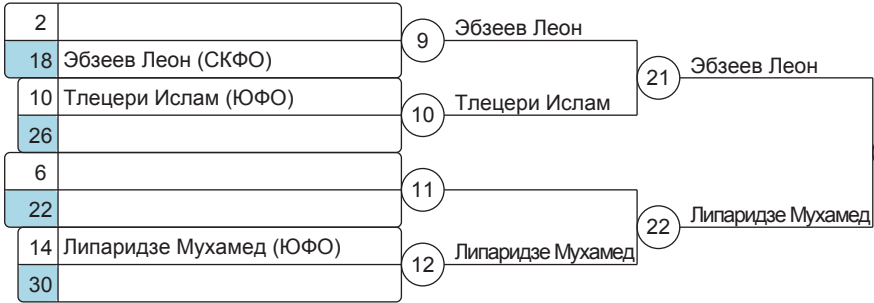 2
9
Эбзеев Леон
18 Эбзеев Леон (СКФО)
21
Эбзеев Леон
10 Тлецери Ислам (ЮФО)
10
Тлецери Ислам
26
6
11
22
22
Липаридзе Мухамед
14 Липаридзе Мухамед (ЮФО)
12
Липаридзе Мухамед
30